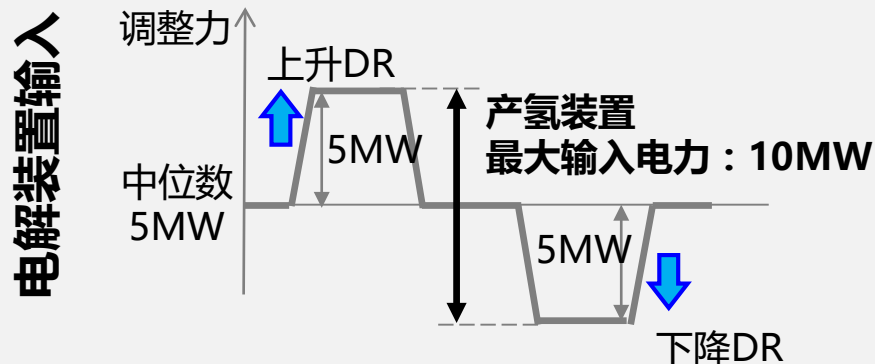 电解装置输入
调整力
上升DR
5MW
产氢装置
最大输入电力：10MW
中位数
5MW
5MW
下降DR